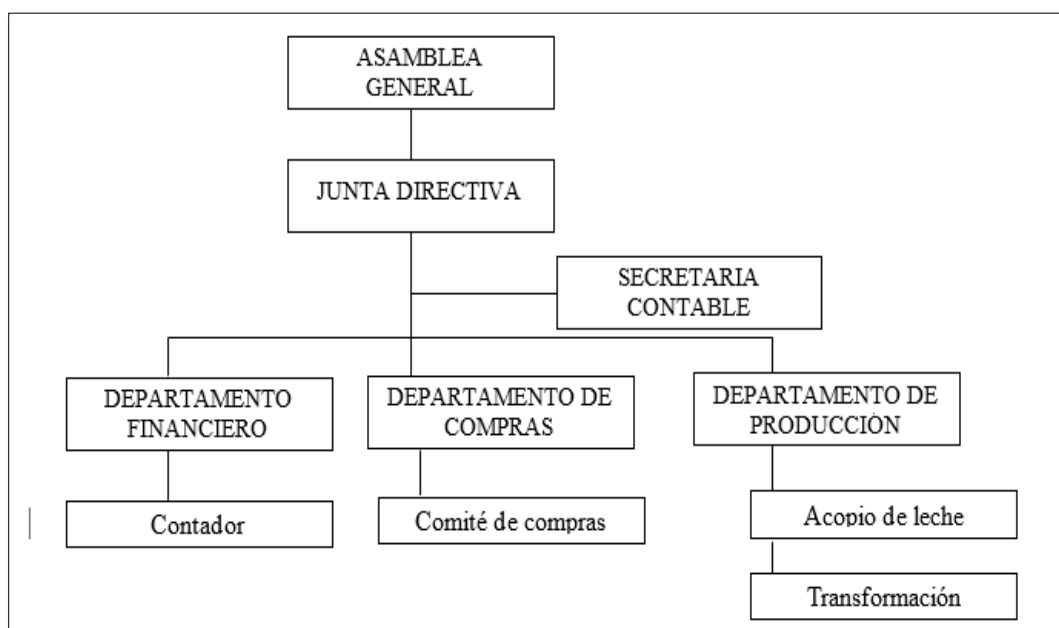 ASAMBLEA
GENERAL
JUNTA DIRECTIVA
SECRETARIA
CONTABLE
DEPARTAMENTO
FINANCIERO
DEPARTAMENTO DE
COMPRAS
DEPARTAMENTO DE
PRODUCCIÓN
Contador
Comité de compras
Acopio de leche
Transformación